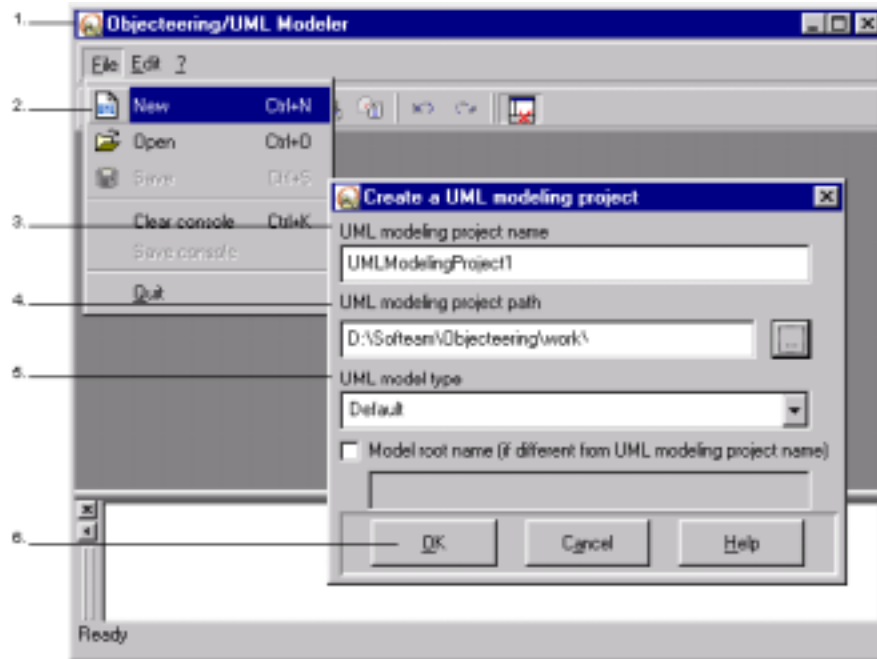 1. Objecteering/UML Modeler
File Edit ?
2. New Ctrl+N
Open Ctrl+O
Save Ctrl+S
Clear console Ctrl+K
Save console
Quit
Create a UML modeling project
3. UML modeling project name
UMLModelingProject1
4. UML modeling project path
D:\Softeam\Objecteering\work\
...
5. UML model type
Default
Model root name (if different from UML modeling project name)
6. OK Cancel Help
Ready